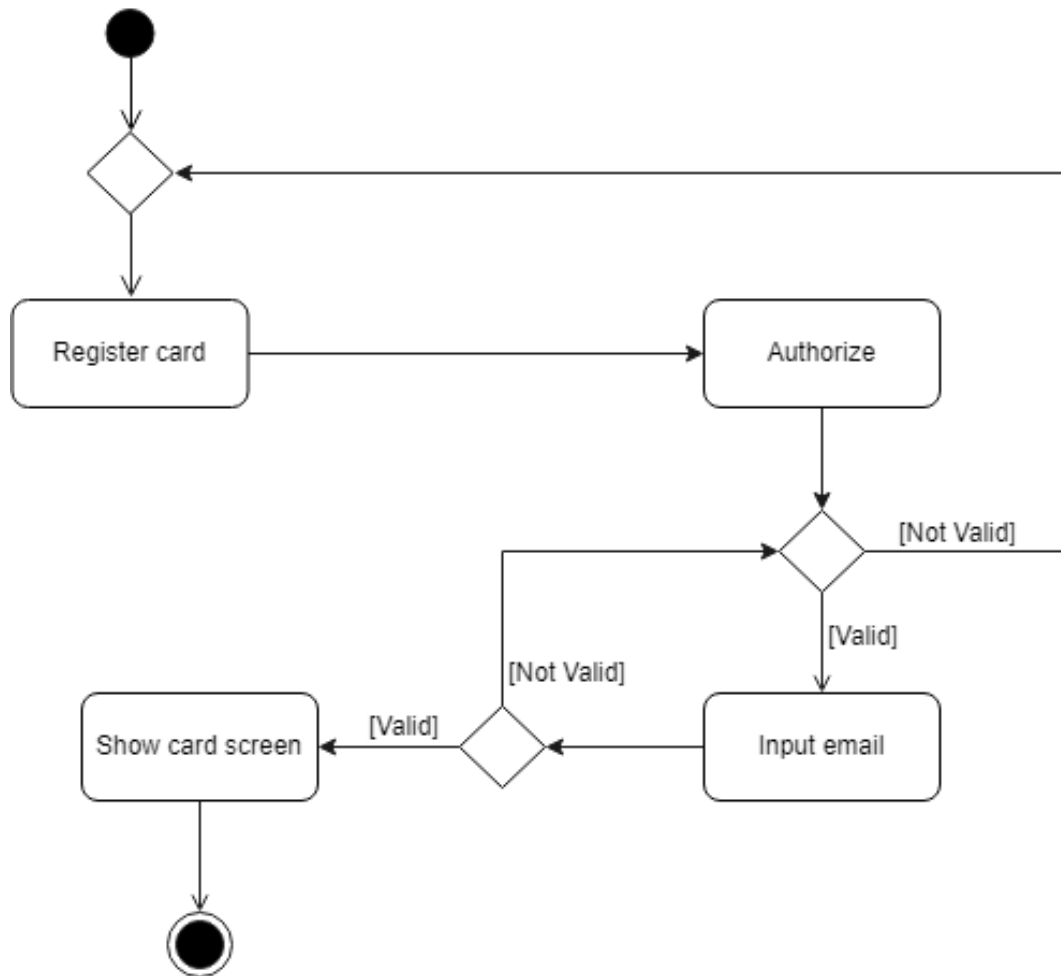 Register card
Authorize
[Not Valid]
[Valid]
[Not Valid]
[Valid]
Show card screen
Input email